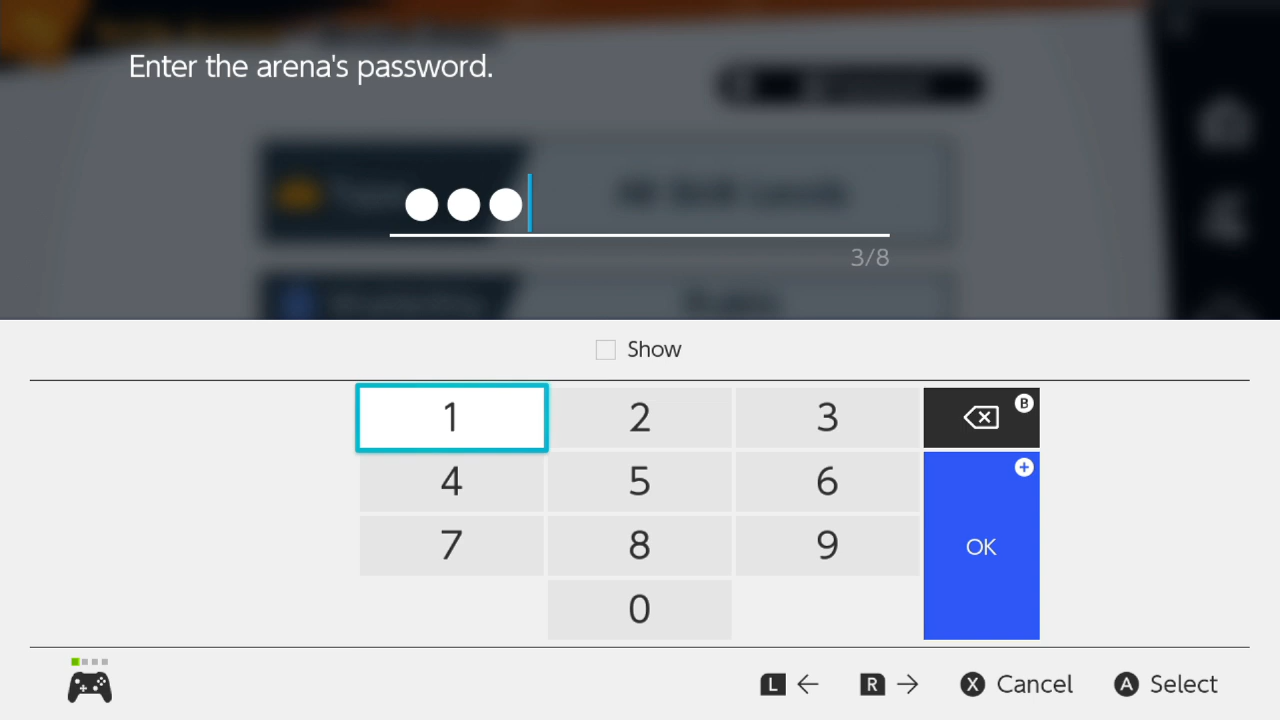 Enter the arena's password.
3/8
Show
1 2 3 B
4 5 6 +
7 8 9 OK
0
L ← R → X Cancel A Select